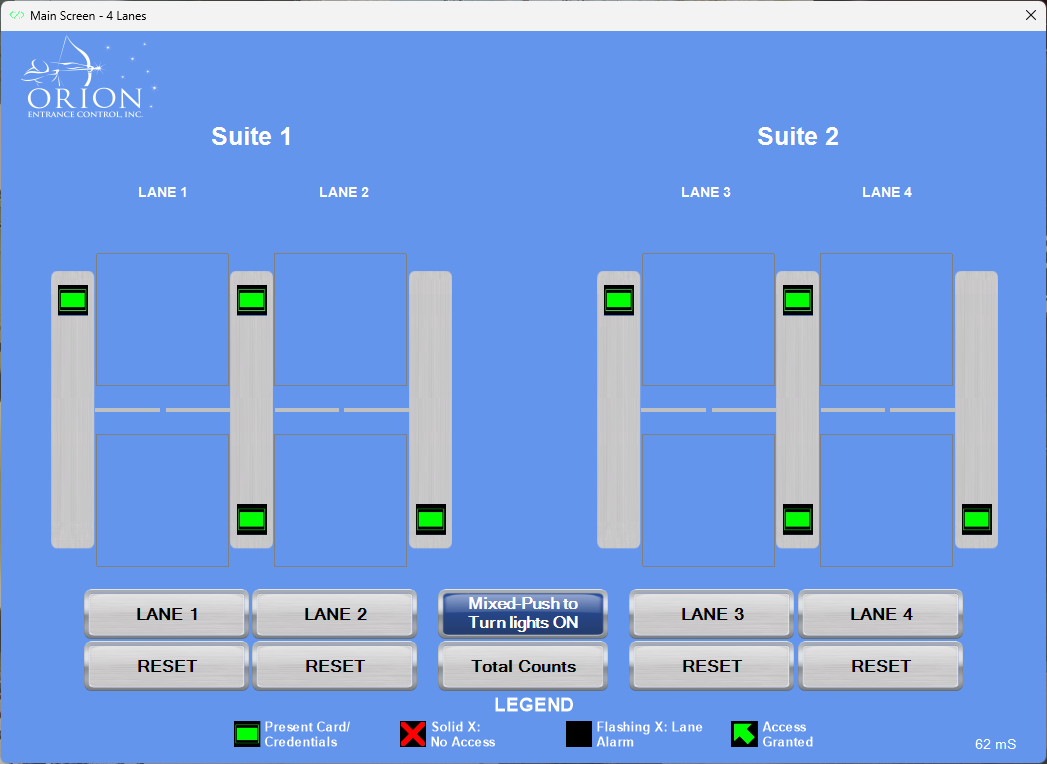 Main Screen - 4 Lanes
ORION
ENTRANCE CONTROL, INC.
Suite 1
Suite 2
LANE 1
LANE 2
LANE 3
LANE 4
LANE 1
LANE 2
Mixed-Push to
Turn lights ON
LANE 3
LANE 4
RESET
RESET
Total Counts
RESET
RESET
LEGEND
Present Card/
Credentials
Solid X:
No Access
Flashing X: Lane
Alarm
Access
Granted
62 mS